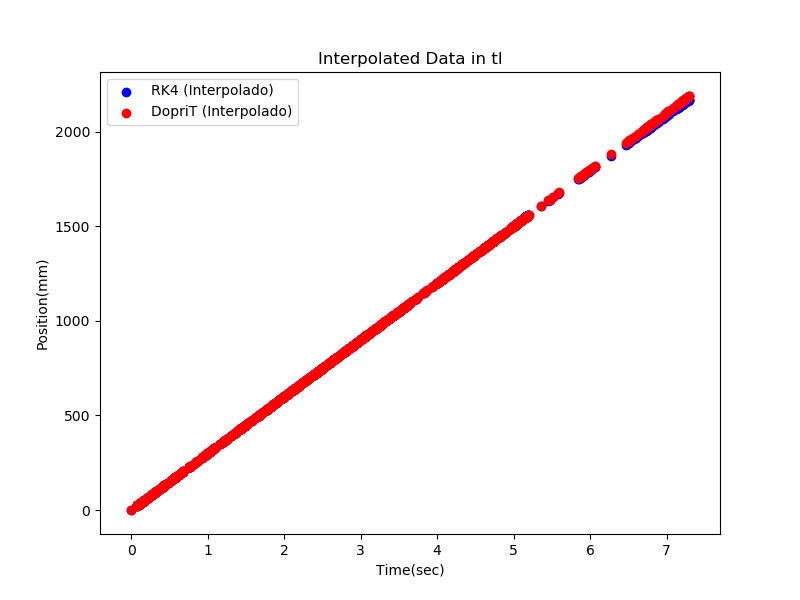 Interpolated Data in tl
RK4 (Interpolado)
DopriT (Interpolado)
Position(mm)
2000
1500
1000
500
0
0 1 2 3 4 5 6 7
Time(sec)